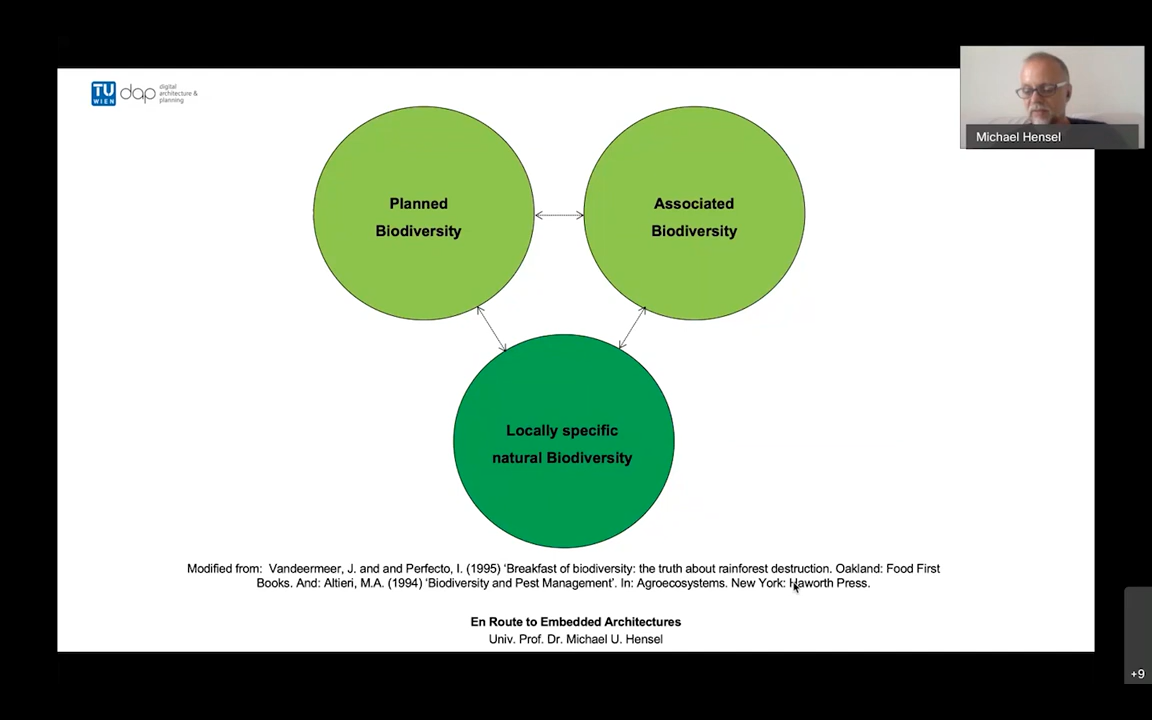 TU
WIEN
dap
digital
architecture &
planning
Michael Hensel
Planned
Biodiversity
Associated
Biodiversity
Locally specific
natural Biodiversity
Modified from:  Vandeermeer, J. and and Perfecto, I. (1995) ‘Breakfast of biodiversity: the truth about rainforest destruction. Oakland: Food First
Books. And: Altieri, M.A. (1994) ‘Biodiversity and Pest Management’. In: Agroecosystems. New York: Haworth Press.
En Route to Embedded Architectures
Univ. Prof. Dr. Michael U. Hensel
+9